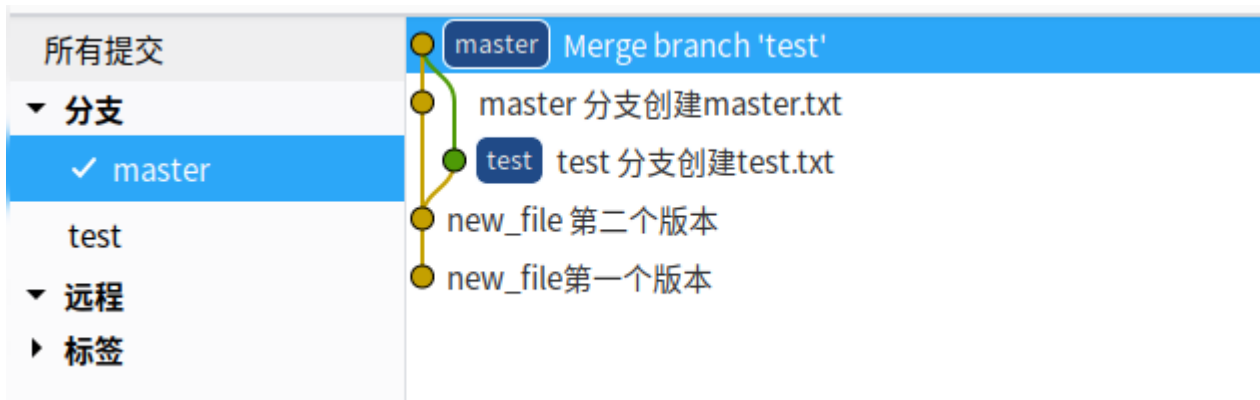 所有提交
分支
master
test
远程
标签
master Merge branch 'test'
master 分支创建master.txt
test test 分支创建test.txt
new_file 第二个版本
new_file第一个版本